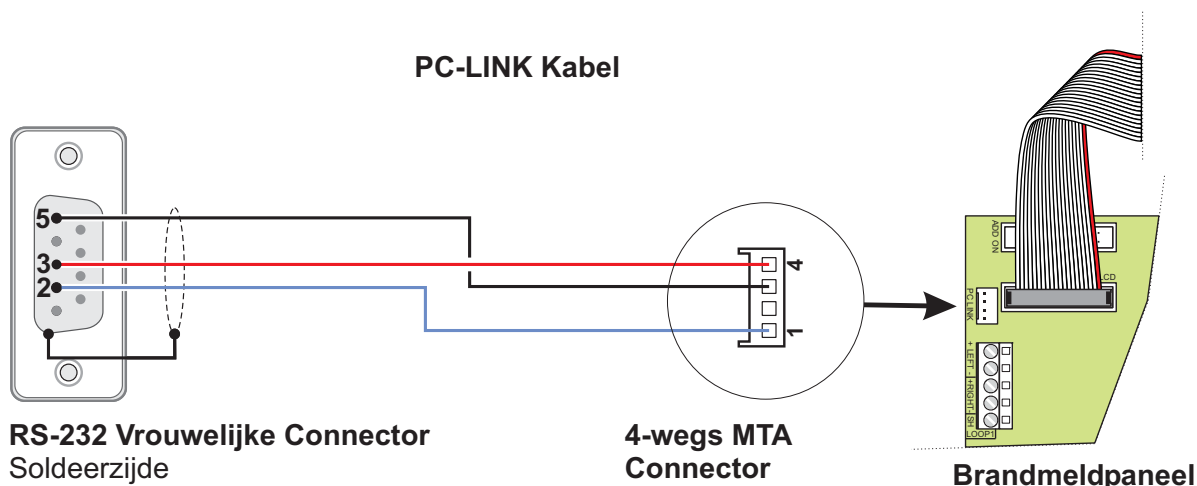 PC-LINK Kabel
5
3
2
4
1
ADD ON
LCD
PC LINK
+ LEFT -
+RIGHT-
SH
LOOP1
RS-232 Vrouwelijke Connector
Soldeerzijde
4-wegs MTA
Connector
Brandmeldpaneel